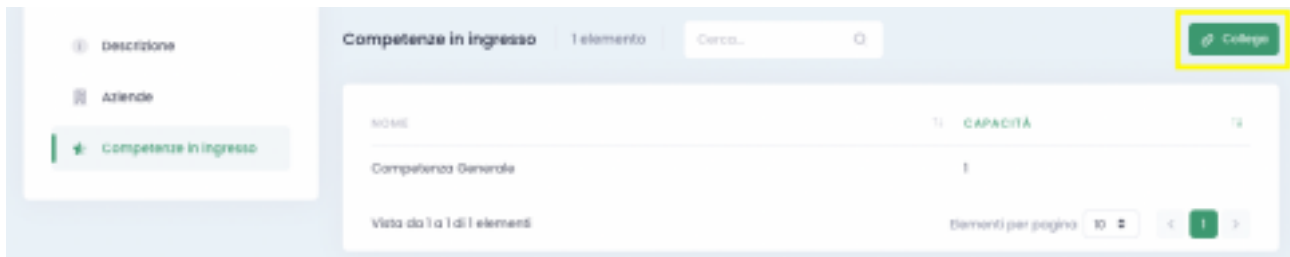 Descrizione
Aziende
Competenze in ingresso
Competenze in ingresso 1 elemento Cerca... Collega
NOME CAPACITÀ
Competenza Generale 1
Vista da 1 a 1 di 1 elementi Elementi per pagina 10 < 1 >